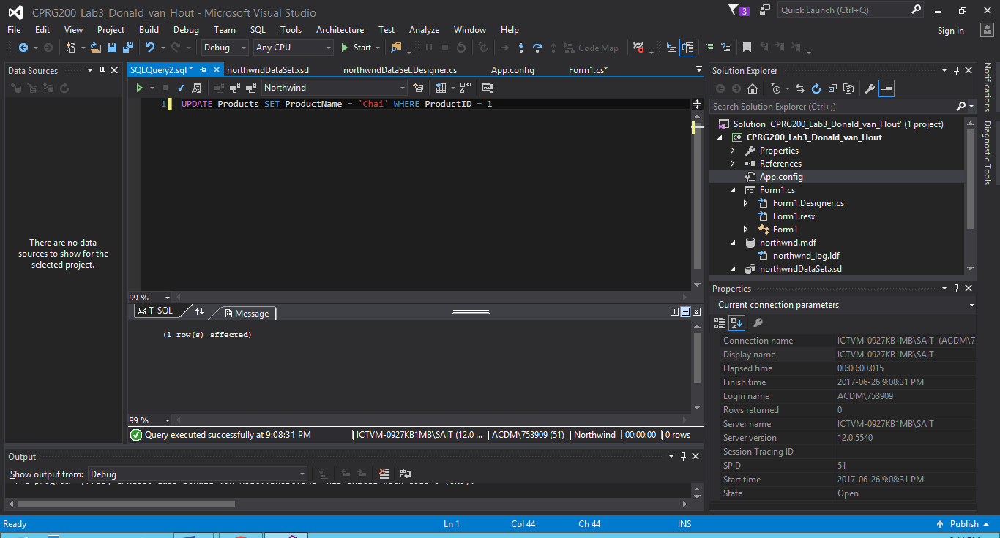 CPRG200_Lab3_Donald_van_Hout - Microsoft Visual Studio
3
Quick Launch (Ctrl+Q)
File Edit View Project Build Debug Team SQL Tools Architecture Test Analyze Window Help
Sign in
Debug Any CPU Start Code Map
Data Sources
There are no data
sources to show for the
selected project.
SQLQuery2.sql * northwndDataSet.xsd northwndDataSet.Designer.cs App.config Form1.cs*
Northwind
1 UPDATE Products SET ProductName = 'Chai' WHERE ProductID = 1
99 %
T-SQL Message
(1 row(s) affected)
99 %
Query executed successfully at 9:08:31 PM ICTVM-0927KB1MB\SAIT (12.0 ... ACDM\753909 (51) Northwind 00:00:00 0 rows
Output
Show output from: Debug
Solution Explorer
Search Solution Explorer (Ctrl+;)
Solution 'CPRG200_Lab3_Donald_van_Hout' (1 project)
C# CPRG200_Lab3_Donald_van_Hout
Properties
References
App.config
Form1.cs
Form1.Designer.cs
Form1.resx
Form1
northwnd.mdf
northwnd_log.ldf
northwndDataSet.xsd
Properties
Current connection parameters
Connection name ICTVM-0927KB1MB\SAIT (ACDM\7
Display name ICTVM-0927KB1MB\SAIT
Elapsed time 00:00:00.015
Finish time 2017-06-26 9:08:31 PM
Login name ACDM\753909
Rows returned 0
Server name ICTVM-0927KB1MB\SAIT
Server version 12.0.5540
Session Tracing ID
SPID 51
Start time 2017-06-26 9:08:31 PM
State Open
Notifications
Diagnostic Tools
Ready Ln 1 Col 44 Ch 44 INS Publish